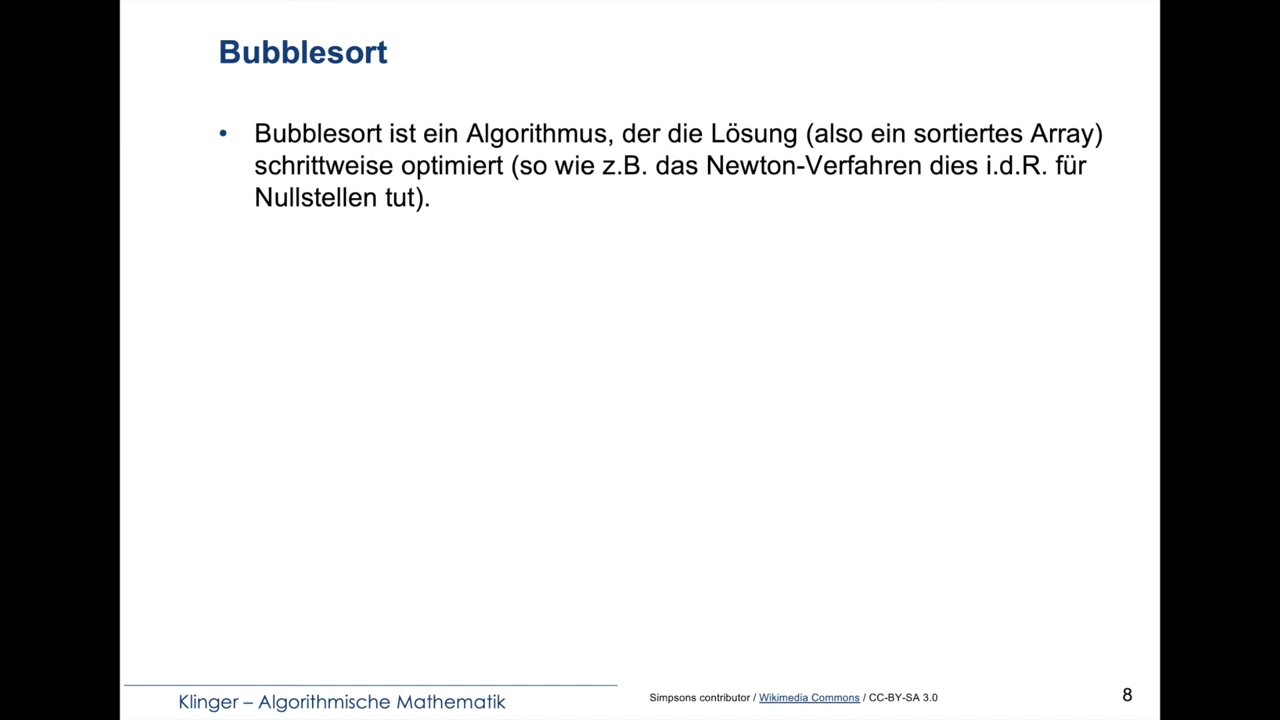 Bubblesort
• Bubblesort ist ein Algorithmus, der die Lösung (also ein sortiertes Array)
schrittweise optimiert (so wie z.B. das Newton-Verfahren dies i.d.R. für
Nullstellen tut).
Klinger – Algorithmische Mathematik
Simpsons contributor / Wikimedia Commons / CC-BY-SA 3.0
8